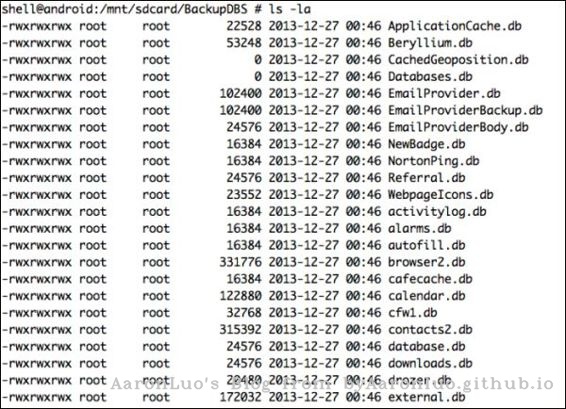 shell@android:/mnt/sdcard/BackupDBS # ls -la
-rwxrwxrwx root root 22528 2013-12-27 00:46 ApplicationCache.db
-rwxrwxrwx root root 53248 2013-12-27 00:46 Beryllium.db
-rwxrwxrwx root root 0 2013-12-27 00:46 CachedGeoposition.db
-rwxrwxrwx root root 0 2013-12-27 00:46 Databases.db
-rwxrwxrwx root root 102400 2013-12-27 00:46 EmailProvider.db
-rwxrwxrwx root root 102400 2013-12-27 00:46 EmailProviderBackup.db
-rwxrwxrwx root root 24576 2013-12-27 00:46 EmailProviderBody.db
-rwxrwxrwx root root 16384 2013-12-27 00:46 NewBadge.db
-rwxrwxrwx root root 16384 2013-12-27 00:46 NortonPing.db
-rwxrwxrwx root root 24576 2013-12-27 00:46 Referral.db
-rwxrwxrwx root root 23552 2013-12-27 00:46 WebpageIcons.db
-rwxrwxrwx root root 16384 2013-12-27 00:46 activitylog.db
-rwxrwxrwx root root 16384 2013-12-27 00:46 alarms.db
-rwxrwxrwx root root 16384 2013-12-27 00:46 autofill.db
-rwxrwxrwx root root 331776 2013-12-27 00:46 browser2.db
-rwxrwxrwx root root 16384 2013-12-27 00:46 cafecache.db
-rwxrwxrwx root root 122880 2013-12-27 00:46 calendar.db
-rwxrwxrwx root root 32768 2013-12-27 00:46 cfw1.db
-rwxrwxrwx root root 315392 2013-12-27 00:46 contacts2.db
-rwxrwxrwx root root 24576 2013-12-27 00:46 database.db
-rwxrwxrwx root root 24576 2013-12-27 00:46 downloads.db
-rwxrwxrwx root root 20480 2013-12-27 00:46 drozer.db
AaronLuo's Blog from ByAaronluo.github.io
-rwxrwxrwx root root 172032 2013-12-27 00:46 external.db